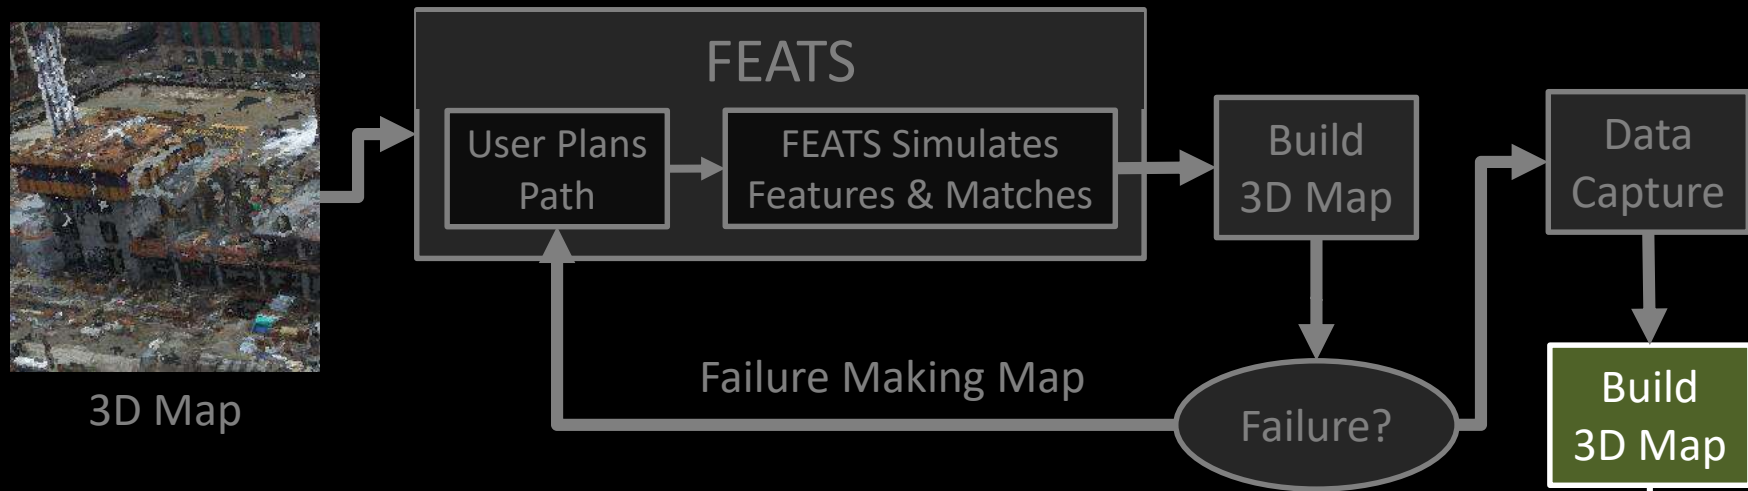 FEATS
User Plans
Path
FEATS Simulates
Features & Matches
Build
3D Map
Data
Capture
3D Map
Failure Making Map
Failure?
Build
3D Map